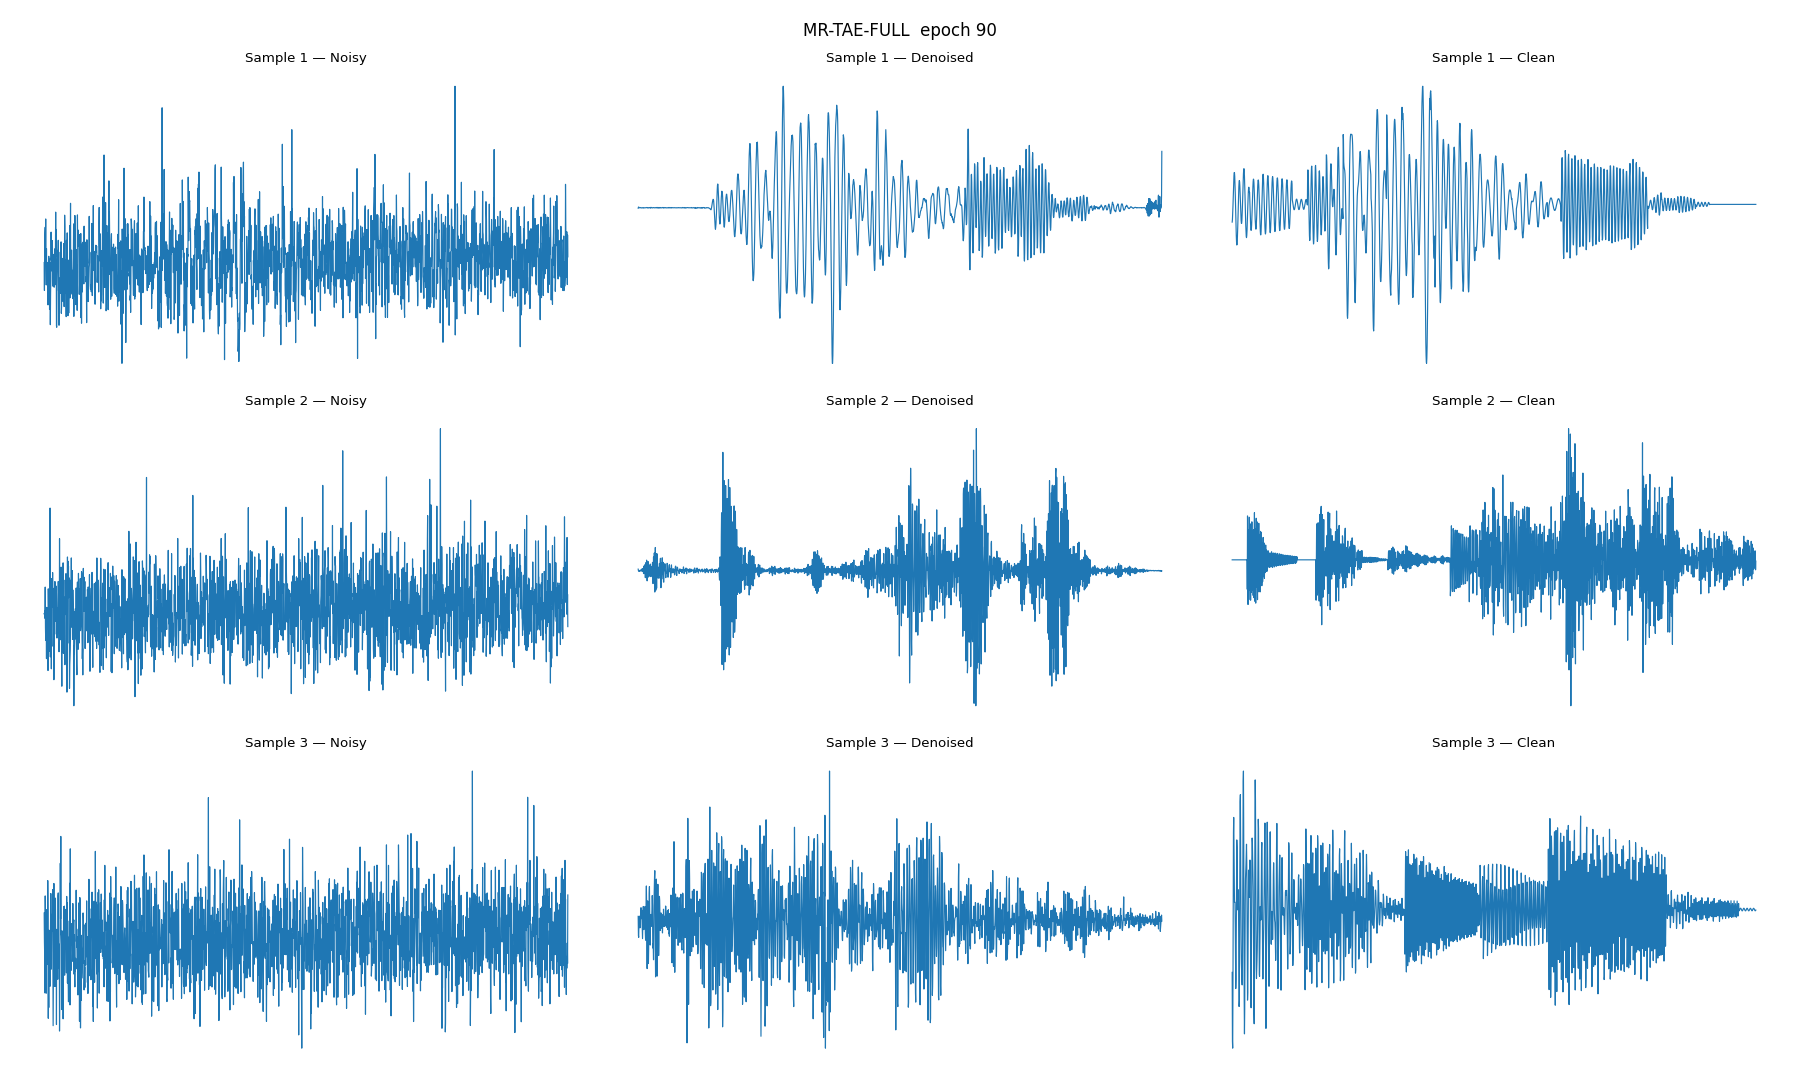 MR-TAE-FULL  epoch 90
Sample 1 — Noisy
Sample 1 — Denoised
Sample 1 — Clean
Sample 2 — Noisy
Sample 2 — Denoised
Sample 2 — Clean
Sample 3 — Noisy
Sample 3 — Denoised
Sample 3 — Clean